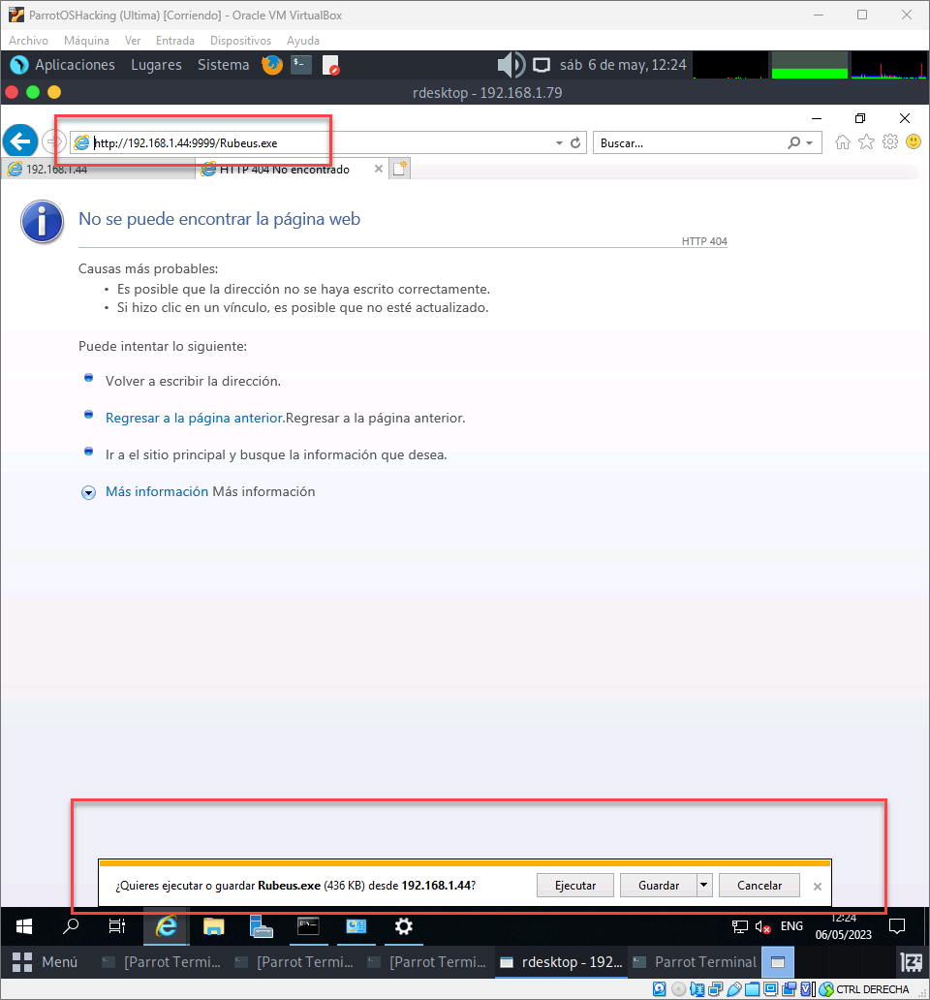 ParrotOSHacking (Ultima) [Corriendo] - Oracle VM VirtualBox
Archivo Máquina Ver Entrada Dispositivos Ayuda
Aplicaciones Lugares Sistema sáb 6 de may, 12:24
rdesktop - 192.168.1.79
http://192.168.1.44:9999/Rubeus.exe Buscar...
192.168.1.44 HTTP 404 No encontrado
No se puede encontrar la página web
HTTP 404
Causas más probables:
• Es posible que la dirección no se haya escrito correctamente.
• Si hizo clic en un vínculo, es posible que no esté actualizado.
Puede intentar lo siguiente:
Volver a escribir la dirección.
Regresar a la página anterior.Regresar a la página anterior.
Ir a el sitio principal y busque la información que desea.
Más información Más información
¿Quieres ejecutar o guardar Rubeus.exe (436 KB) desde 192.168.1.44? Ejecutar Guardar Cancelar
ENG 12:24
06/05/2023
Menú [Parrot Termi... [Parrot Termi... [Parrot Termi... rdesktop - 192... Parrot Terminal
CTRL DERECHA